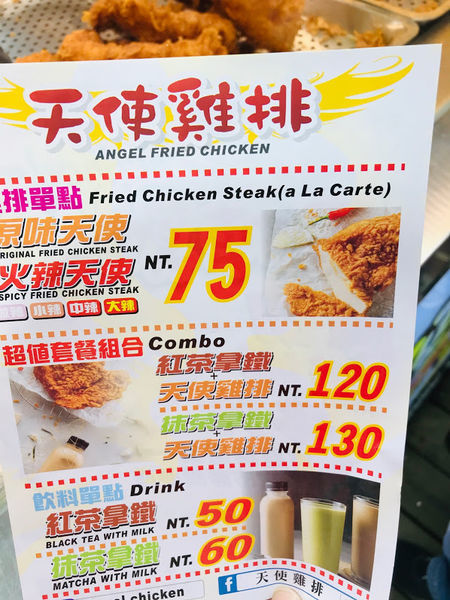 天使雞排
ANGEL FRIED CHICKEN
排單點 Fried Chicken Steak(a La Carte)
原味天使
ORIGINAL FRIED CHICKEN STEAK
火辣天使
SPICY FRIED CHICKEN STEAK
NT. 75
小辣 中辣 大辣
超值套餐組合 Combo
紅茶拿鐵
+
天使雞排 NT. 120
抹茶拿鐵
天使雞排 NT. 130
飲料單點 Drink
紅茶拿鐵 NT. 50
BLACK TEA WITH MILK
抹茶拿鐵 NT. 60
MATCHA WITH MILK
chicken
f 天使雞排